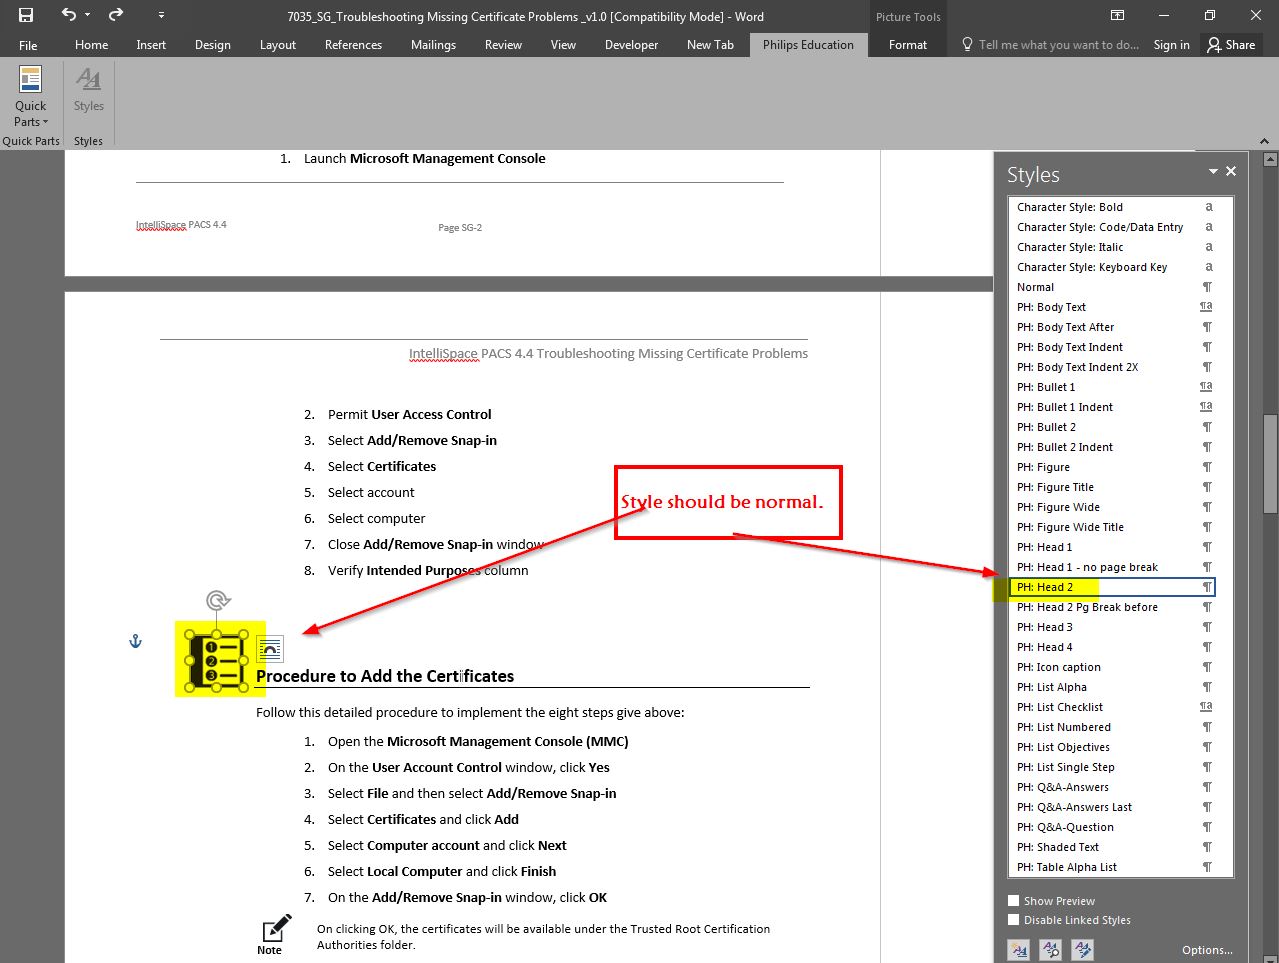 7035_SG_Troubleshooting Missing Certificate Problems _v1.0 [Compatibility Mode] - Word
Picture Tools
File Home Insert Design Layout References Mailings Review View Developer New Tab Philips Education Format Tell me what you want to do... Sign in Share
Quick Parts
Styles
Quick Parts Styles
1. Launch Microsoft Management Console
IntelliSpace PACS 4.4
Page SG-2
IntelliSpace PACS 4.4 Troubleshooting Missing Certificate Problems
2. Permit User Access Control
3. Select Add/Remove Snap-in
4. Select Certificates
5. Select account
6. Select computer
7. Close Add/Remove Snap-in window
8. Verify Intended Purposes column
Style should be normal.
1
2
3
Procedure to Add the Certificates
Follow this detailed procedure to implement the eight steps give above:
1. Open the Microsoft Management Console (MMC)
2. On the User Account Control window, click Yes
3. Select File and then select Add/Remove Snap-in
4. Select Certificates and click Add
5. Select Computer account and click Next
6. Select Local Computer and click Finish
7. On the Add/Remove Snap-in window, click OK
Note
On clicking OK, the certificates will be available under the Trusted Root Certification
Authorities folder.
Styles
Character Style: Bold a
Character Style: Code/Data Entry a
Character Style: Italic a
Character Style: Keyboard Key a
Normal ¶
PH: Body Text ¶a
PH: Body Text After ¶
PH: Body Text Indent ¶
PH: Body Text Indent 2X ¶
PH: Bullet 1 ¶a
PH: Bullet 1 Indent ¶a
PH: Bullet 2 ¶
PH: Bullet 2 Indent ¶
PH: Figure ¶
PH: Figure Title ¶
PH: Figure Wide ¶
PH: Figure Wide Title ¶
PH: Head 1 ¶
PH: Head 1 - no page break ¶
PH: Head 2 ¶
PH: Head 2 Pg Break before ¶
PH: Head 3 ¶
PH: Head 4 ¶
PH: Icon caption ¶
PH: List Alpha ¶
PH: List Checklist ¶a
PH: List Numbered ¶
PH: List Objectives ¶
PH: List Single Step ¶
PH: Q&A-Answers ¶
PH: Q&A-Answers Last ¶
PH: Q&A-Question ¶
PH: Shaded Text ¶
PH: Table Alpha List ¶
Show Preview
Disable Linked Styles
Options...